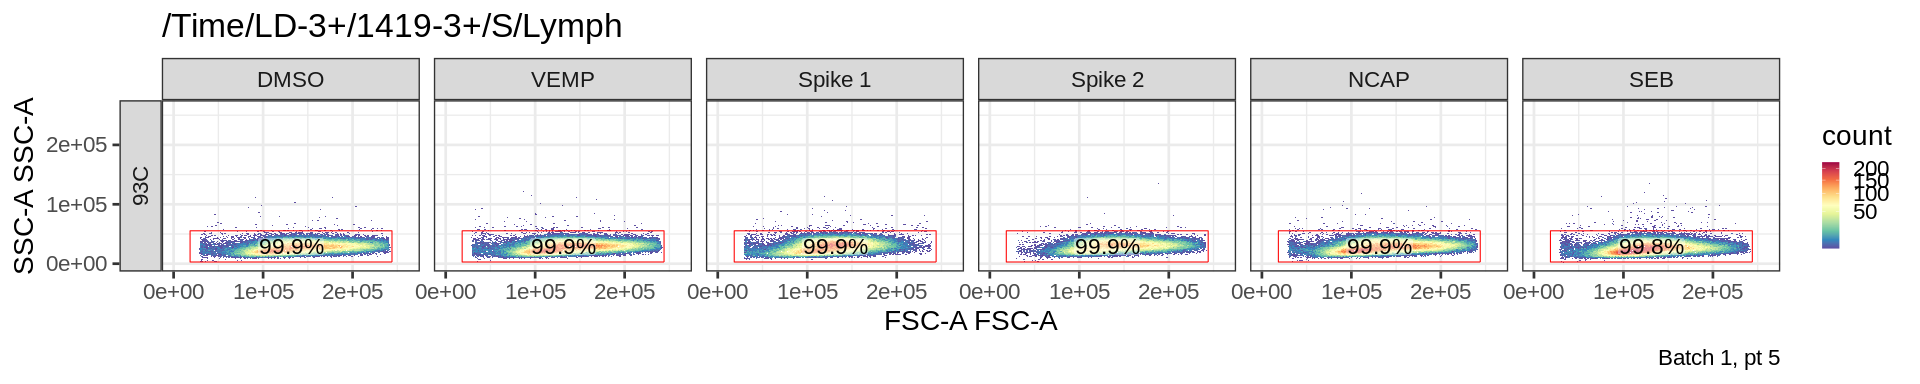 /Time/LD-3+/1419-3+/S/Lymph
DMSO VEMP Spike 1 Spike 2 NCAP SEB
SSC-A SSC-A
2e+05
1e+05
0e+00
93C
99.9% 99.9% 99.9% 99.9% 99.9% 99.8%
0e+00 1e+05 2e+05 0e+00 1e+05 2e+05 0e+00 1e+05 2e+05 0e+00 1e+05 2e+05 0e+00 1e+05 2e+05 0e+00 1e+05 2e+05
FSC-A FSC-A
count
200
150
100
50
Batch 1, pt 5